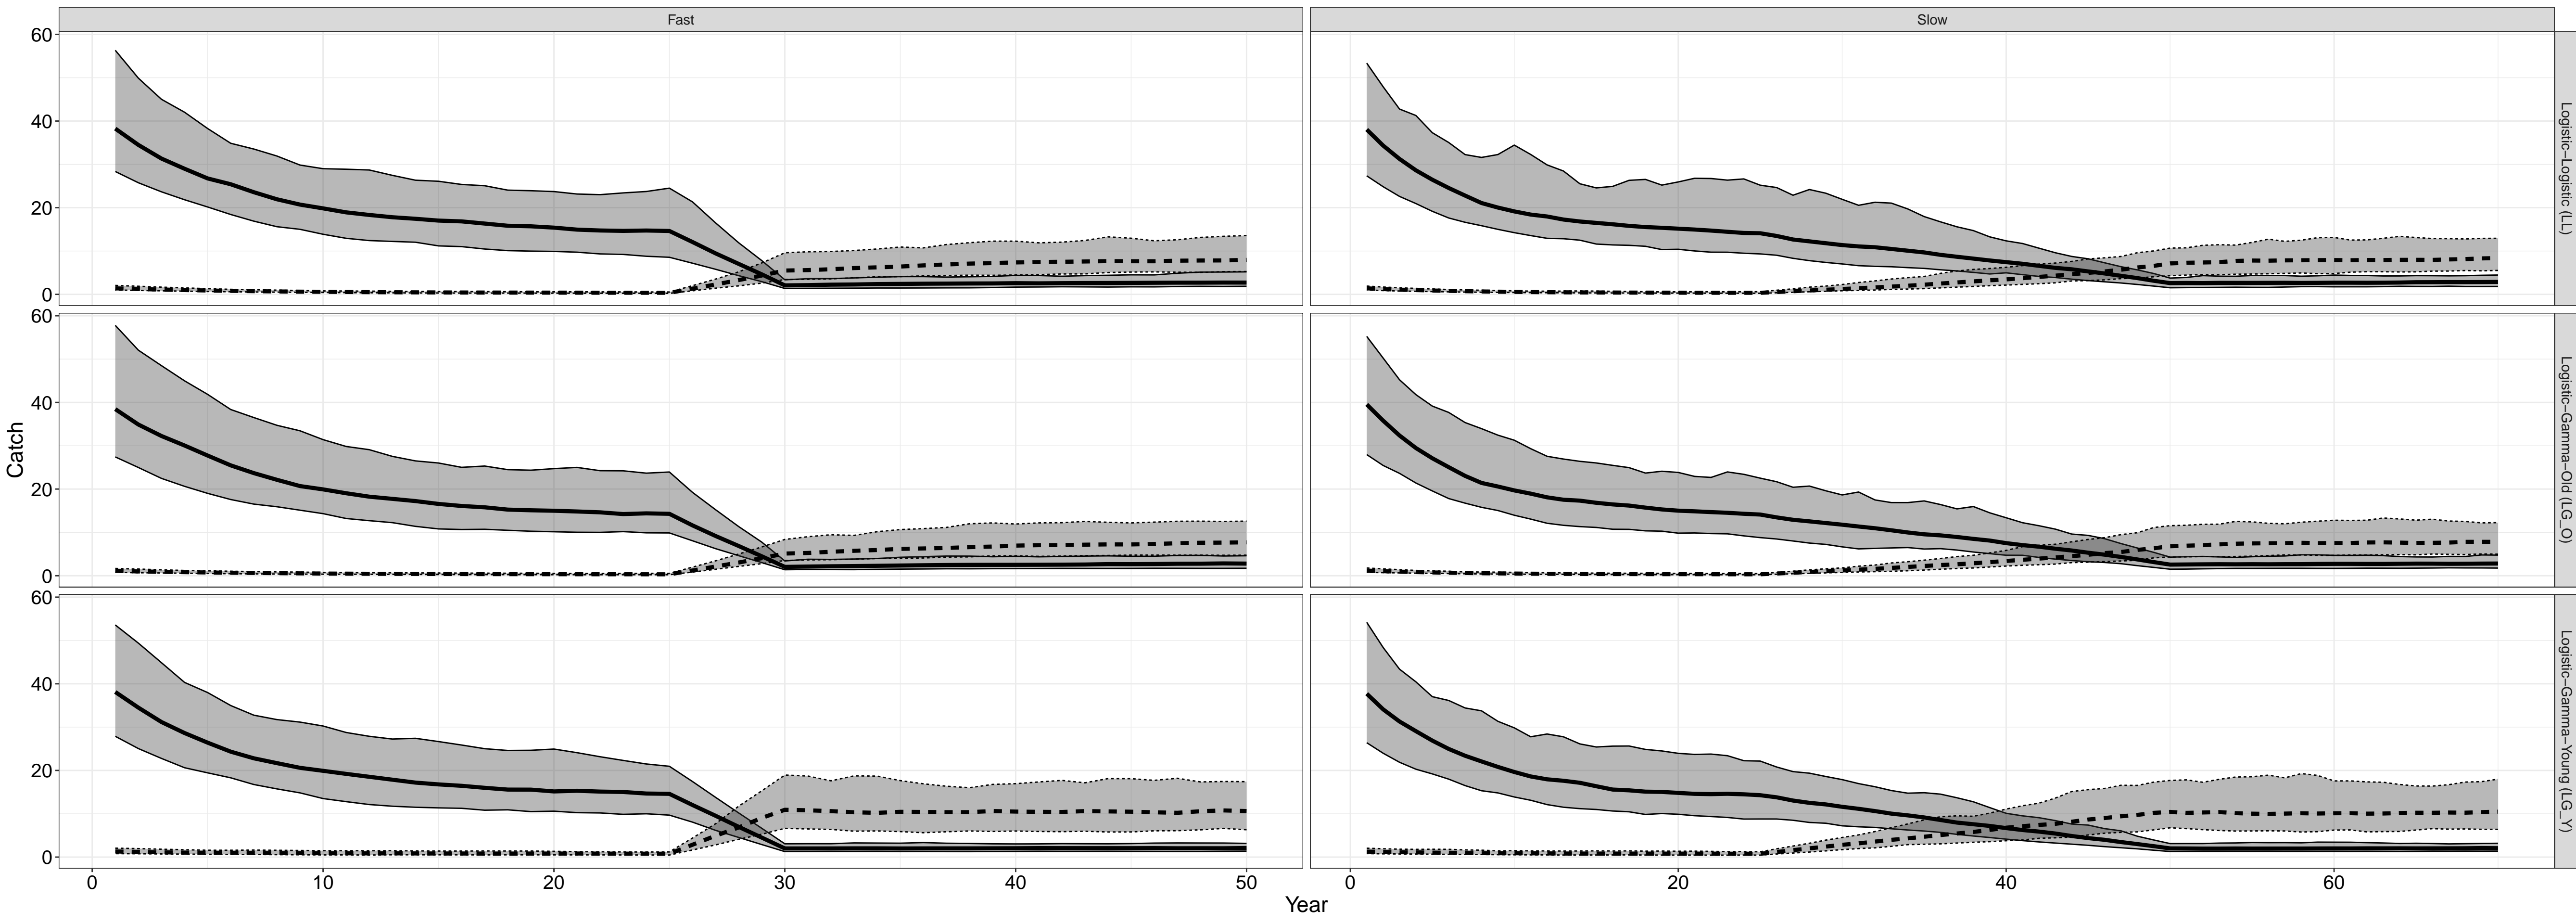 Fast
Slow
60
40
20
0
Logistic−Logistic (LL)
60
40
20
0
Logistic−Gamma−Old (LG_O)
60
40
20
0
Logistic−Gamma−Young (LG_Y)
Catch
0 10 20 30 40 50
0 20 40 60
Year